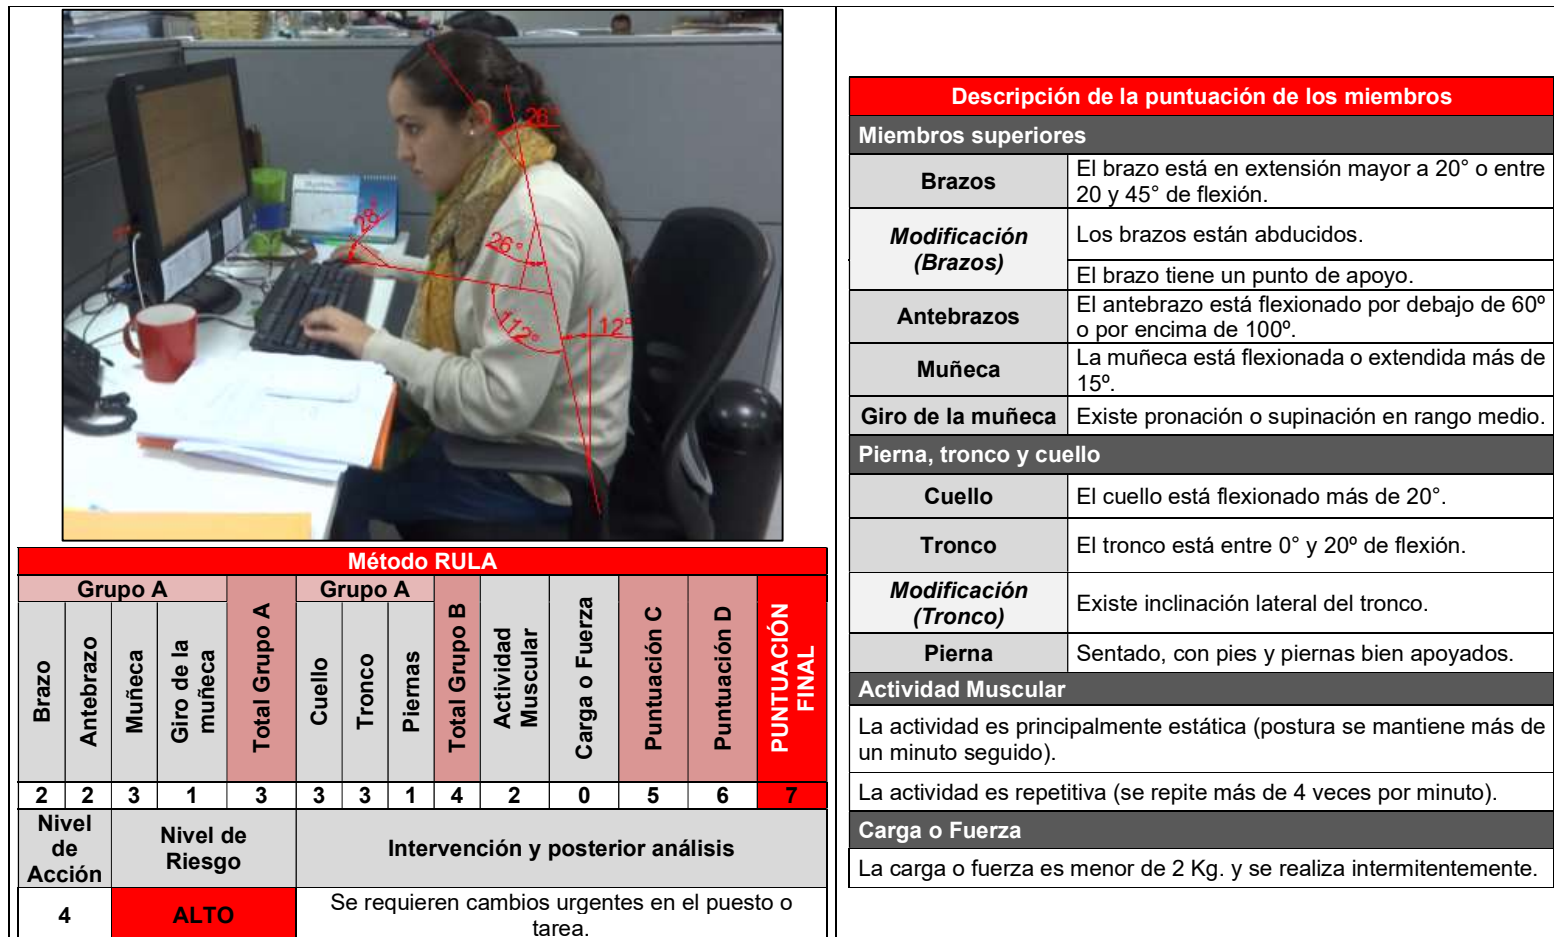 26°
28°
26°
112°
12°
Método RULA
Grupo A
Grupo A
Brazo
Antebrazo
Muñeca
Giro de la
muñeca
Total Grupo A
Cuello
Tronco
Piernas
Total Grupo B
Actividad
Muscular
Carga o Fuerza
Puntuación C
Puntuación D
PUNTUACIÓN
FINAL
2 2 3 1 3 3 3 1 4 2 0 5 6 7
Nivel
de
Acción
Nivel de
Riesgo
Intervención y posterior análisis
4
ALTO
Se requieren cambios urgentes en el puesto o
tarea.
Descripción de la puntuación de los miembros
Miembros superiores
Brazos
El brazo está en extensión mayor a 20° o entre
20 y 45° de flexión.
Modificación
(Brazos)
Los brazos están abducidos.
El brazo tiene un punto de apoyo.
Antebrazos
El antebrazo está flexionado por debajo de 60º
o por encima de 100º.
Muñeca
La muñeca está flexionada o extendida más de
15º.
Giro de la muñeca
Existe pronación o supinación en rango medio.
Pierna, tronco y cuello
Cuello
El cuello está flexionado más de 20°.
Tronco
El tronco está entre 0° y 20º de flexión.
Modificación
(Tronco)
Existe inclinación lateral del tronco.
Pierna
Sentado, con pies y piernas bien apoyados.
Actividad Muscular
La actividad es principalmente estática (postura se mantiene más de
un minuto seguido).
La actividad es repetitiva (se repite más de 4 veces por minuto).
Carga o Fuerza
La carga o fuerza es menor de 2 Kg. y se realiza intermitentemente.